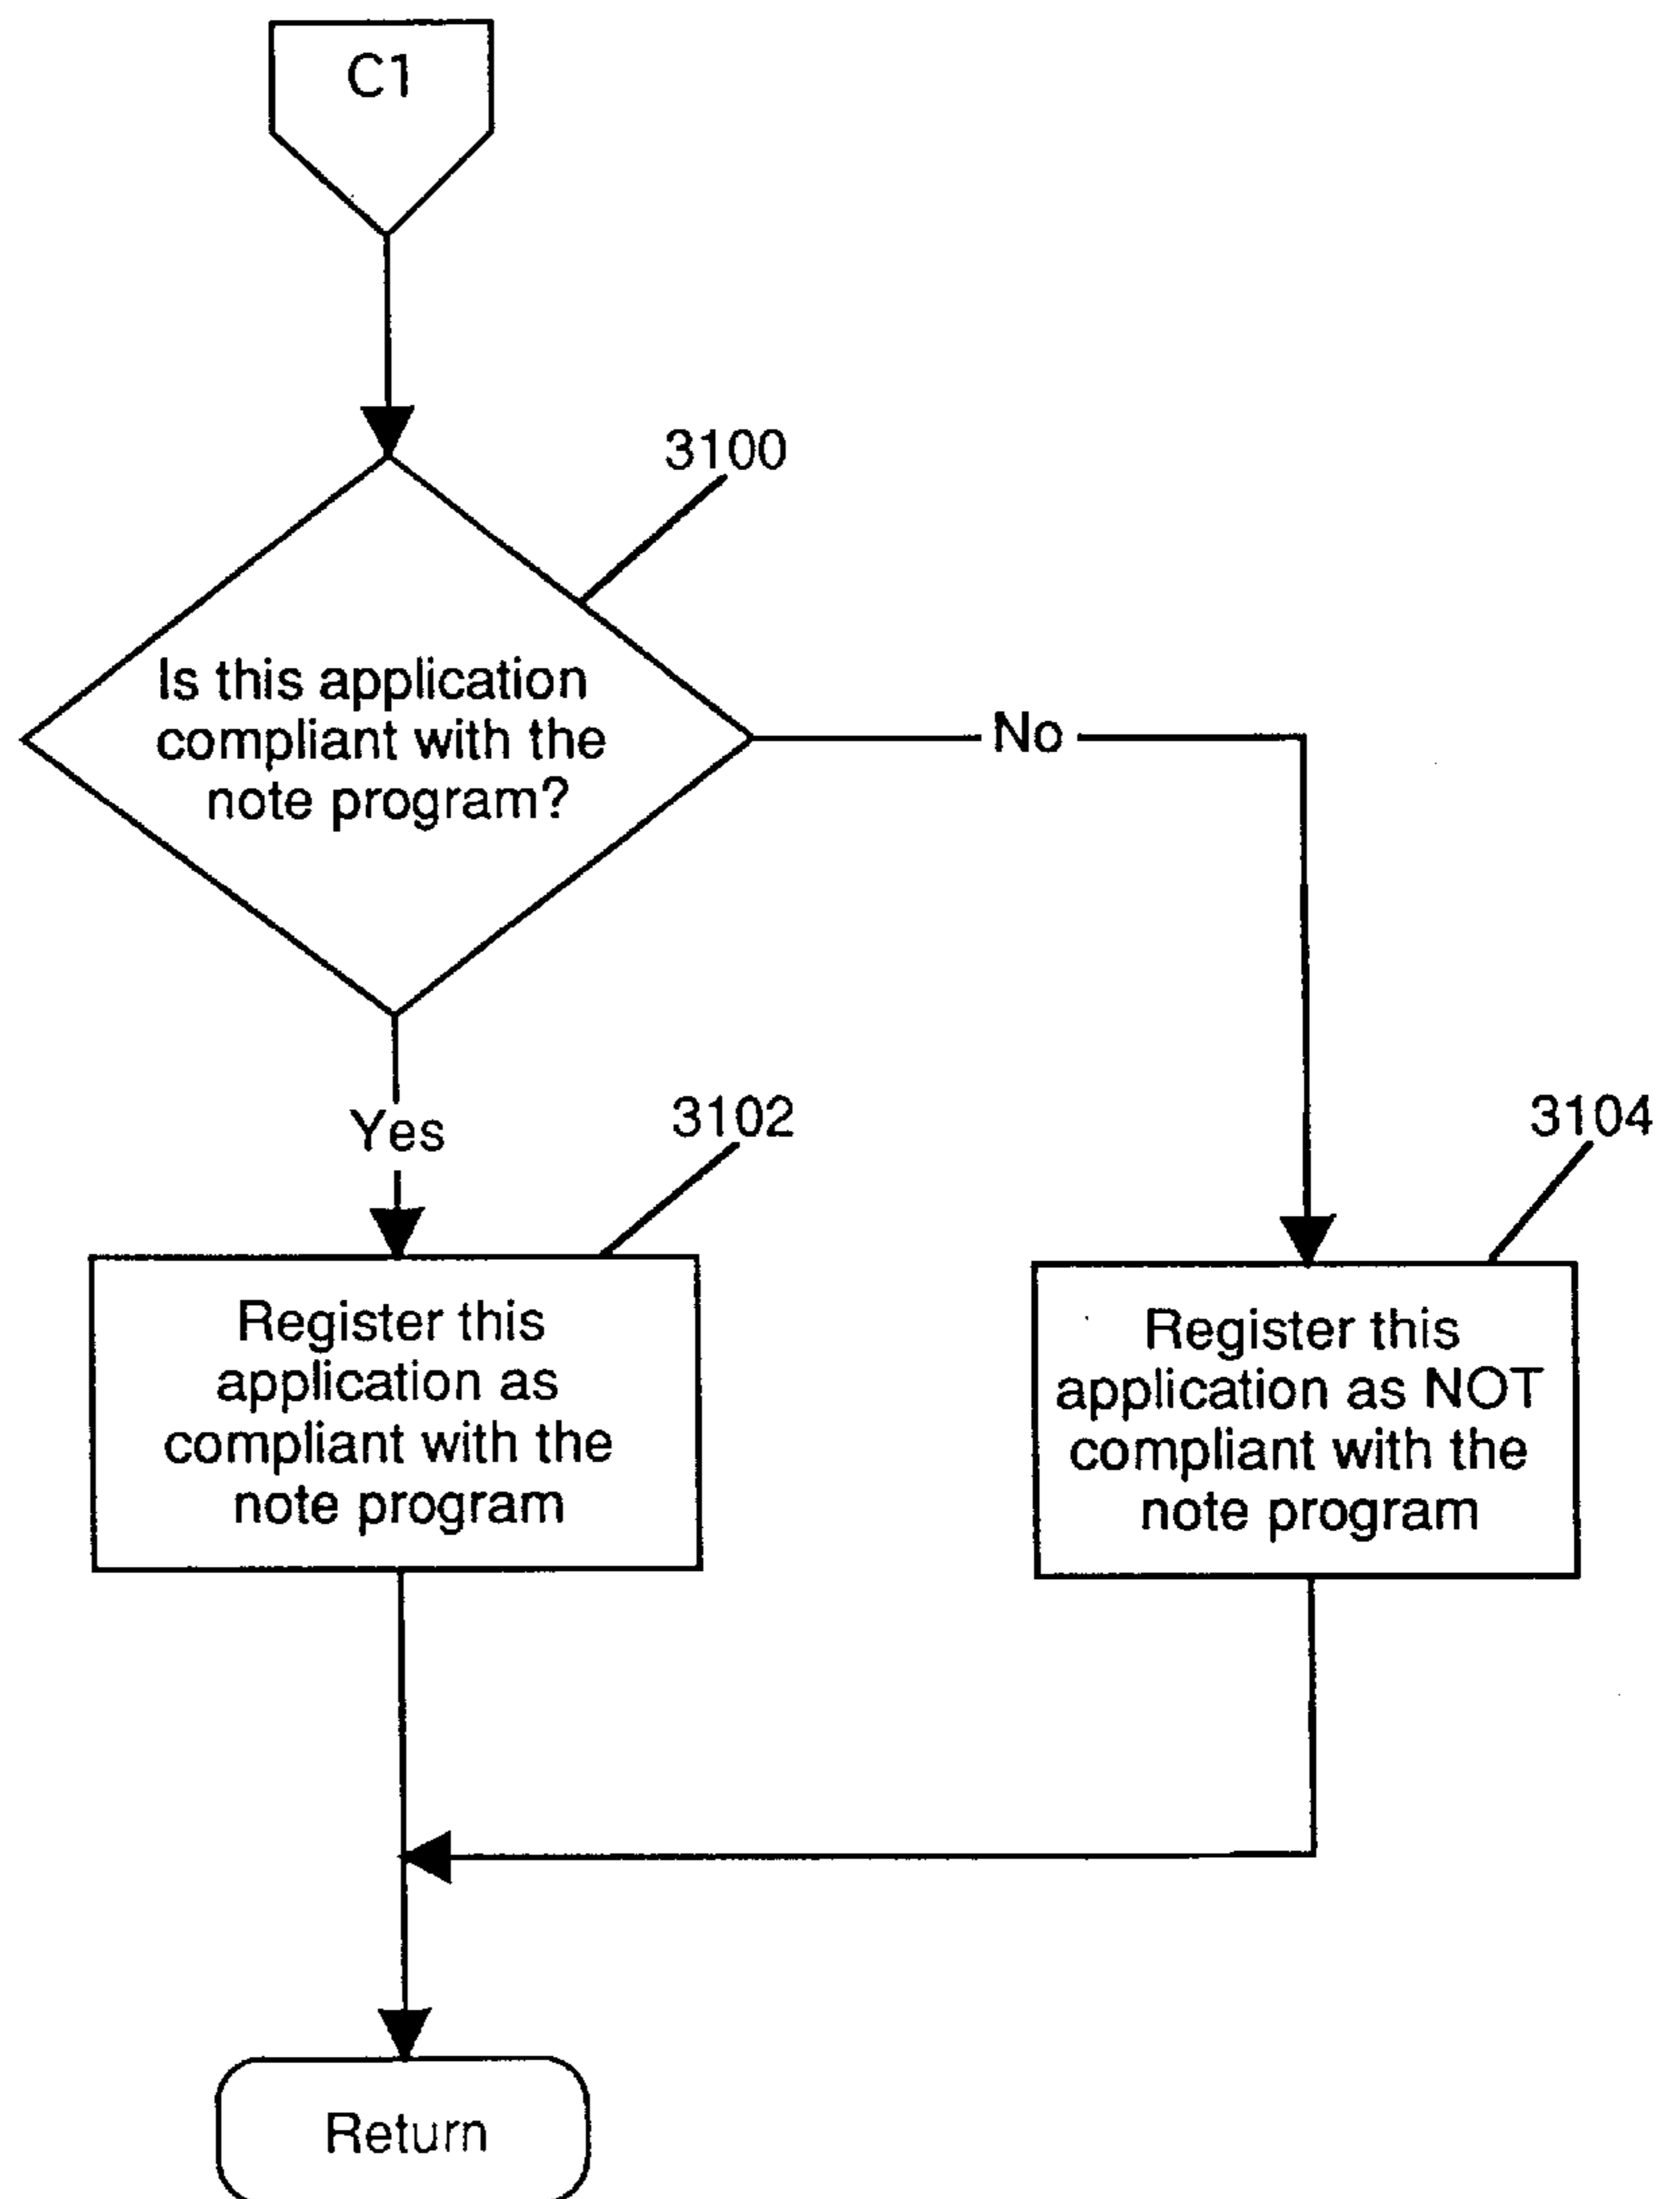 C1
3100
Is this application
compliant with the
note program?
No
Yes
3102
3104
Register this
application as
compliant with the
note program
Register this
application as NOT
compliant with the
note program
Return